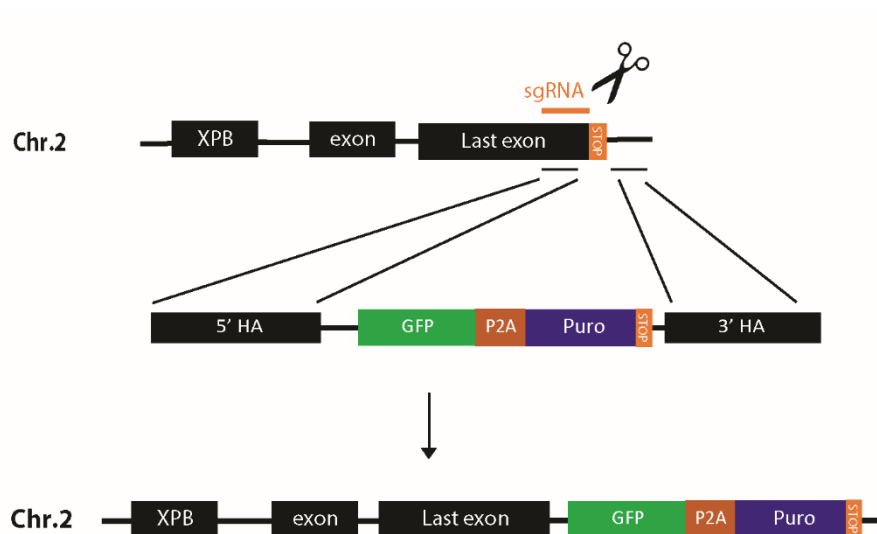 sgRNA
Chr.2 XPB exon Last exon STOP
5' HA GFP P2A Puro STOP 3' HA
Chr.2 XPB exon Last exon GFP P2A Puro STOP